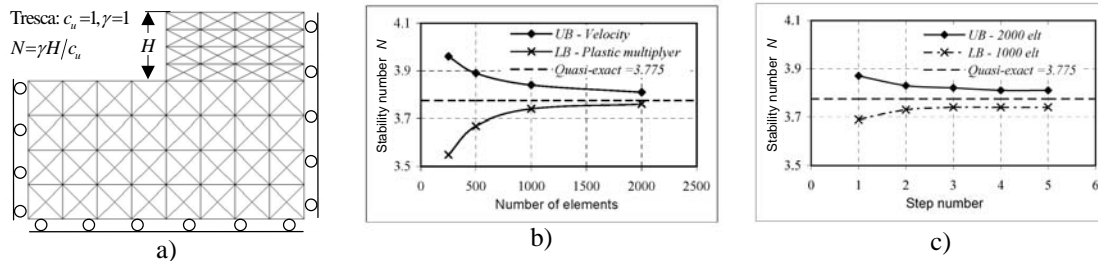 Tresca: c_u=1, γ=1
N=γH/c_u
H
a)
4.1
3.9
3.7
3.5
Stability number N
UB - Velocity
LB - Plastic multiplyer
Quasi-exact =3.775
0
500
1000
1500
2000
2500
Number of elements
b)
4.1
3.9
3.7
3.5
Stability number N
UB - 2000 elt
LB - 1000 elt
Quasi-exact=3.775
0
1
2
3
4
5
6
Step number
c)